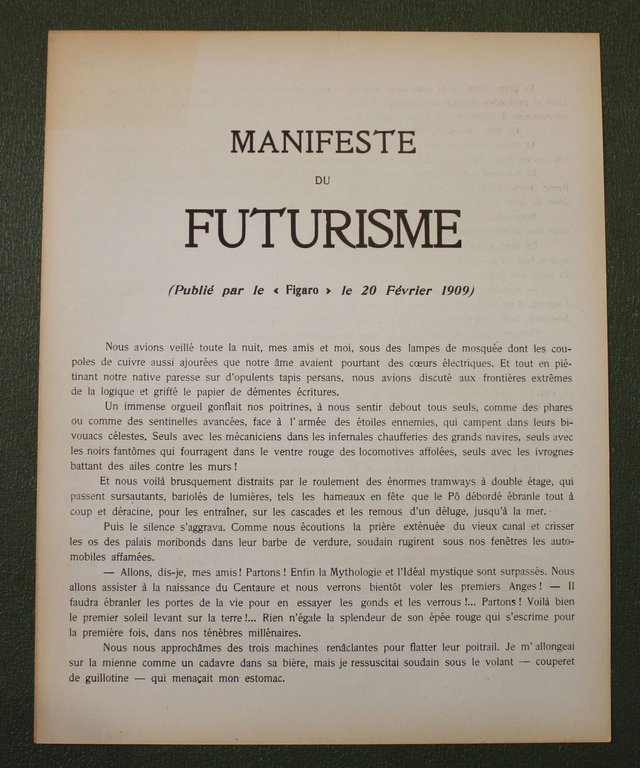 MANIFESTE
DU
FUTURISME
(Publié par le « Figaro » le 20 Février 1909)
Nous avions veillé toute la nuit, mes amis et moi, sous des lampes de mosquée dont les cou-
poles de cuivre aussi ajourées que notre âme avaient pourtant des cœurs électriques. Et tout en pié-
tinant notre native paresse sur d'opulents tapis persans, nous avions discuté aux frontières extrêmes
de la logique et griffé le papier de démentes écritures.
Un immense orgueil gonflait nos poitrines, à nous sentir debout tous seuls, comme des phares
ou comme des sentinelles avancées, face à l'armée des étoiles ennemies, qui campent dans leurs bi-
vouacs célestes. Seuls avec les mécaniciens dans les infernales chaufferies des grands navires, seuls avec
les noirs fantômes qui fourragent dans le ventre rouge des locomotives affolées, seuls avec les ivrognes
battant des ailes contre les murs !
Et nous voilà brusquement distraits par le roulement des énormes tramways à double étage, qui
passent sursautants, bariolés de lumières, tels les hameaux en fête que le Pô débordé ébranle tout à
coup et déracine, pour les entraîner, sur les cascades et les remous d'un déluge, jusqu'à la mer.
Puis le silence s'aggrava. Comme nous écoutions la prière exténuée du vieux canal et crisser
les os des palais moribonds dans leur barbe de verdure, soudain rugirent sous nos fenêtres les auto-
mobiles affamées.
— Allons, dis-je, mes amis ! Partons ! Enfin la Mythologie et l'Idéal mystique sont surpassés. Nous
allons assister à la naissance du Centaure et nous verrons bientôt voler les premiers Anges ! — Il
faudra ébranler les portes de la vie pour en essayer les gonds et les verrous !... Partons ! Voilà bien
le premier soleil levant sur la terre !... Rien n'égale la splendeur de son épée rouge qui s'escrime pour
la première fois, dans nos ténèbres millénaires.
Nous nous approchâmes des trois machines renâclantes pour flatter leur poitrail. Je m'allongeai
sur la mienne comme un cadavre dans sa bière, mais je ressuscitai soudain sous le volant — couperet
de guillotine — qui menaçait mon estomac.